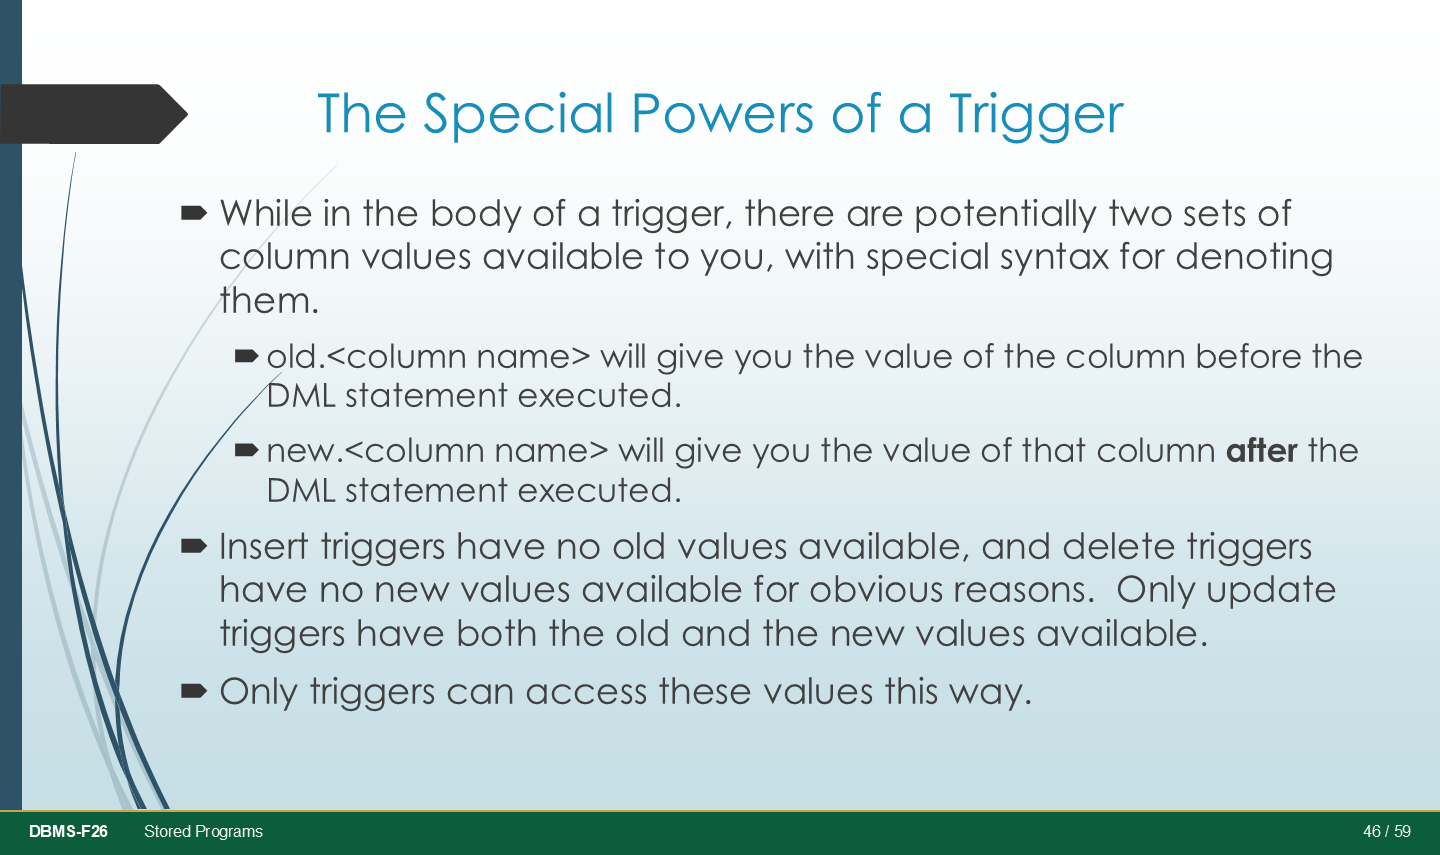 The Special Powers of a Trigger
While in the body of a trigger, there are potentially two sets of
column values available to you, with special syntax for denoting
them.
old.<column name> will give you the value of the column before the
DML statement executed.
new.<column name> will give you the value of that column after the
DML statement executed.
Insert triggers have no old values available, and delete triggers
have no new values available for obvious reasons.  Only update
triggers have both the old and the new values available.
Only triggers can access these values this way.
DBMS-F26 Stored Programs 46 / 59